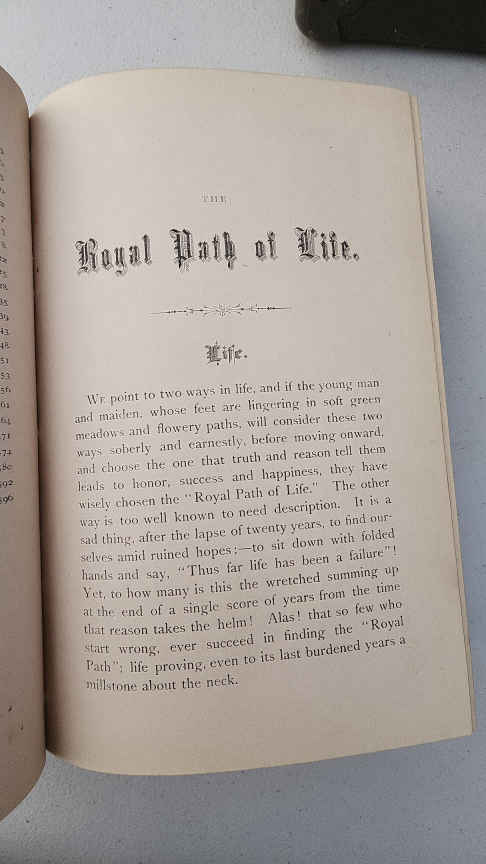 THE
Royal Path of Life.
Life.
WE point to two ways in life, and if the young man
and maiden, whose feet are lingering in soft green
meadows and flowery paths, will consider these two
ways soberly and earnestly, before moving onward,
and choose the one that truth and reason tell them
leads to honor, success and happiness, they have
wisely chosen the "Royal Path of Life." The other
way is too well known to need description. It is a
sad thing, after the lapse of twenty years, to find our-
selves amid ruined hopes;—to sit down with folded
hands and say, "Thus far life has been a failure"!
Yet, to how many is this the wretched summing up
at the end of a single score of years from the time
that reason takes the helm! Alas! that so few who
start wrong, ever succeed in finding the "Royal
Path"; life proving, even to its last burdened years a
millstone about the neck.